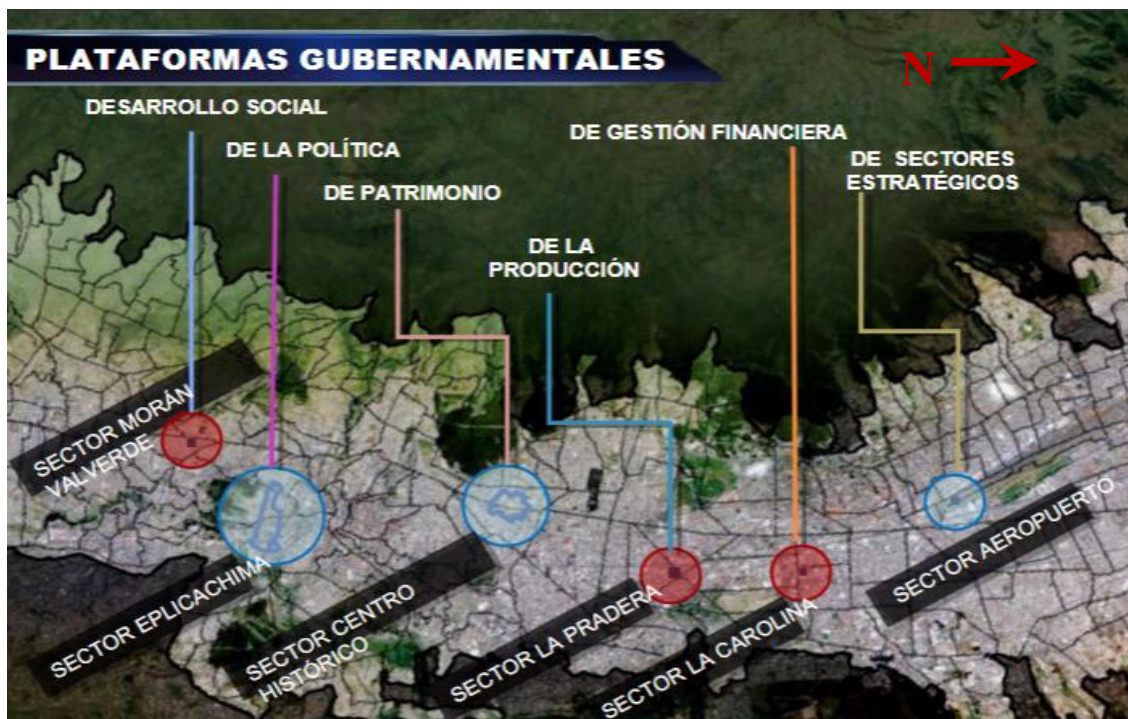 PLATAFORMAS GUBERNAMENTALES
N
DESARROLLO SOCIAL
DE LA POLÍTICA
DE PATRIMONIO
DE LA
PRODUCCIÓN
DE GESTIÓN FINANCIERA
DE SECTORES
ESTRATÉGICOS
SECTOR MORÁN
VALVERDE
SECTOR EPLICACHIMA
SECTOR CENTRO
HISTÓRICO
SECTOR LA PRADERA
SECTOR LA CAROLINA
SECTOR AEROPUERTO